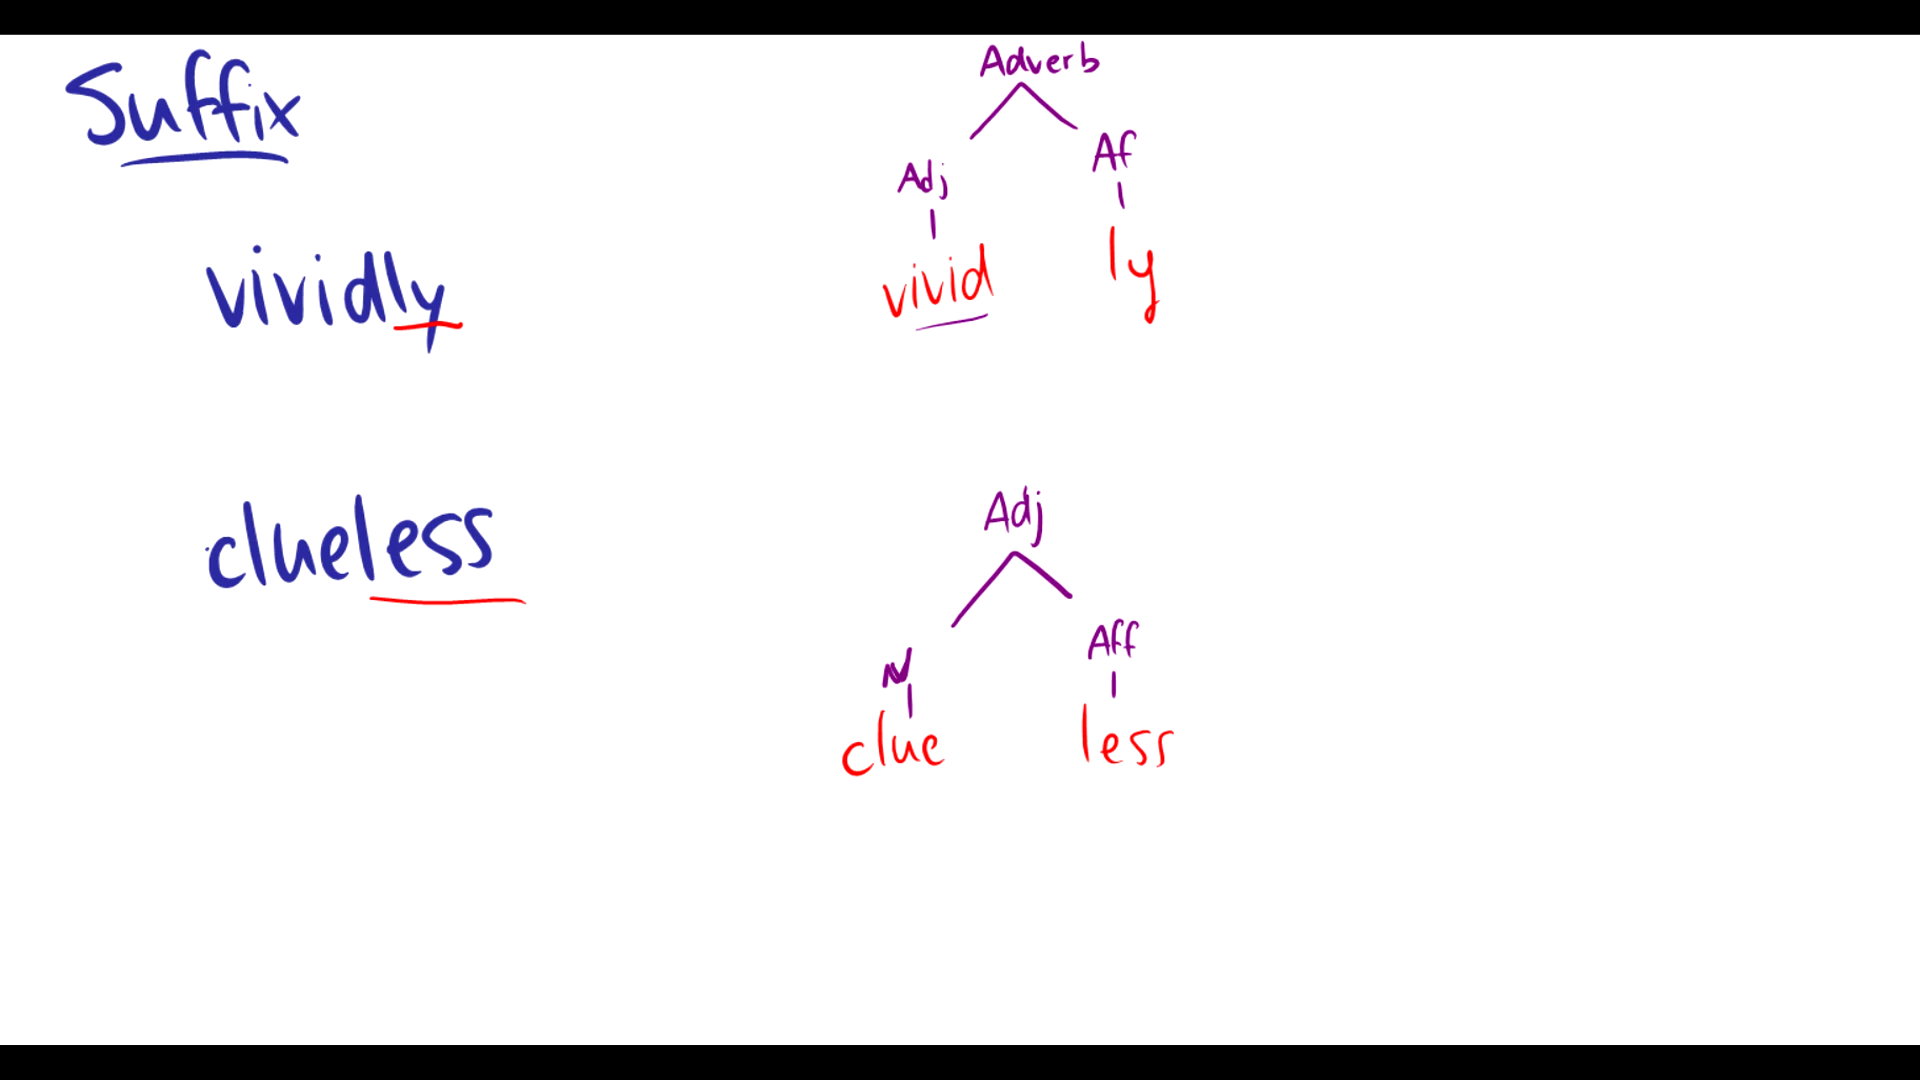 Suffix
vividly
Adverb
Adj
Af
vivid
ly
clueless
Adj
N
Aff
clue
less